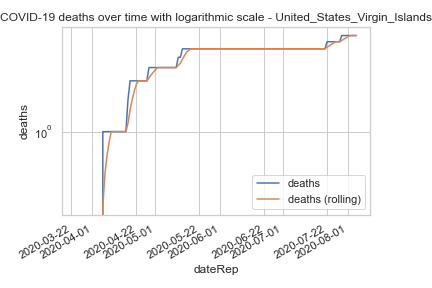 COVID-19 deaths over time with logarithmic scale - United_States_Virgin_Islands
deaths
10^0
deaths
deaths (rolling)
2020-03-22
2020-04-01
2020-04-22
2020-05-01
2020-05-22
2020-06-01
2020-06-22
2020-07-01
2020-07-22
2020-08-01
dateRep